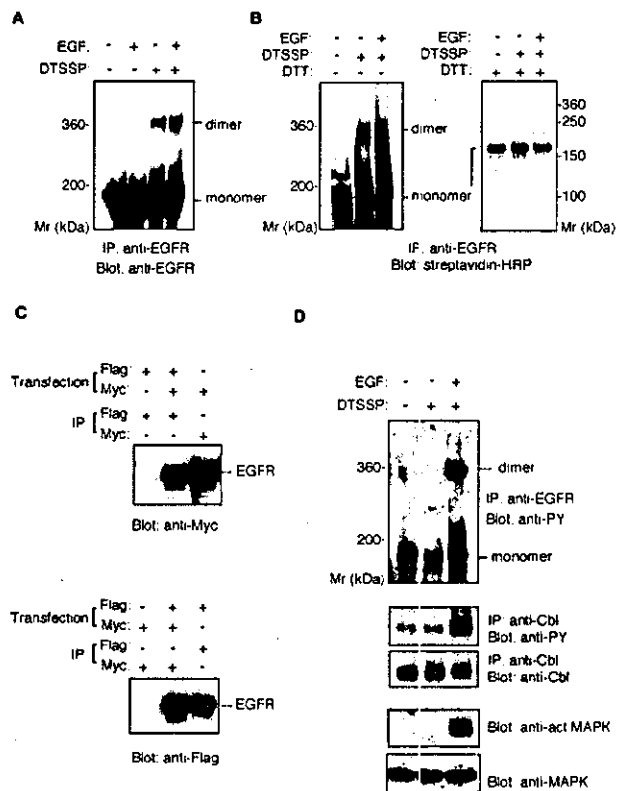 A
EGF: - + - +
DTSSP: - - + +
360-
dimer
200-
monomer
Mr (kDa)
IP. anti-EGFR
Blot. anti-EGFR
B
EGF: - - +
DTSSP: - + +
DTT: - - -
360-
dimer
200-
monomer
Mr (kDa)
EGF: - - +
DTSSP: - + +
DTT: + + +
-360
-250
-150
-100
Mr (kDa)
IF. anti-EGFR
Blot: streptavidin-HRP
C
Transfection
Flag: + + -
Myc: - + +
IP
Flag: + + -
Myc: - - +
EGFR
Blot: anti-Myc
Transfection
Flag: - + +
Myc: + + -
IP
Flag: - - +
Myc: + + -
EGFR
Blot: anti-Flag
D
EGF: - - +
DTSSP: - + +
360-
dimer
IP. anti-EGFR
Blot. anti-PY
200-
monomer
Mr (kDa)
IP. anti-Cbl
Blot: anti-PY
IP. anti-Cbl
Blot: anti-Cbl
Blot anti-act MAPK
Blot anti-MAPK